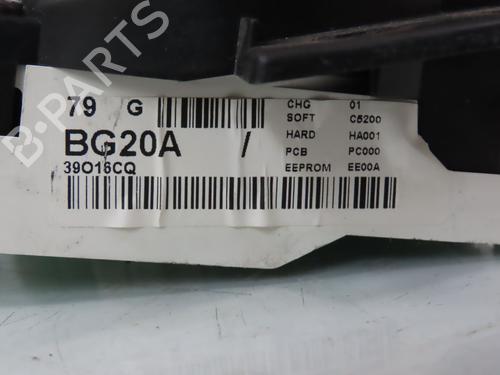 B-PARTS
79 G
CHG 01
SOFT C5200
BG20A / HARD HA001
PCB PC000
39O16CQ EEPROM EE00A